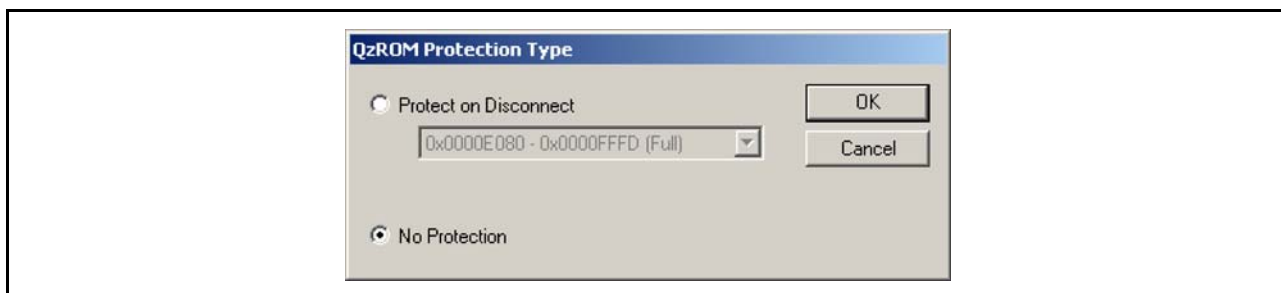 QzROM Protection Type
Protect on Disconnect
OK
0x0000E080 - 0x0000FFFD (Full)
Cancel
No Protection